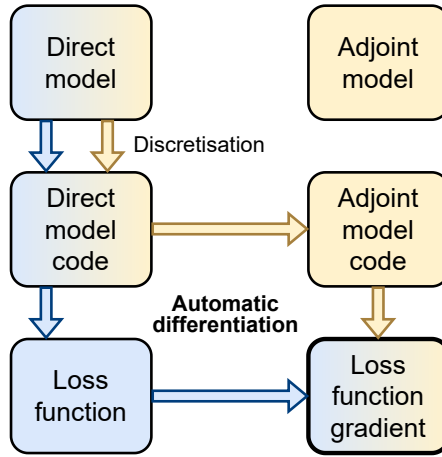 Direct
model
Adjoint
model
Discretisation
Direct
model
code
Adjoint
model
code
Automatic
differentiation
Loss
function
Loss
function
gradient